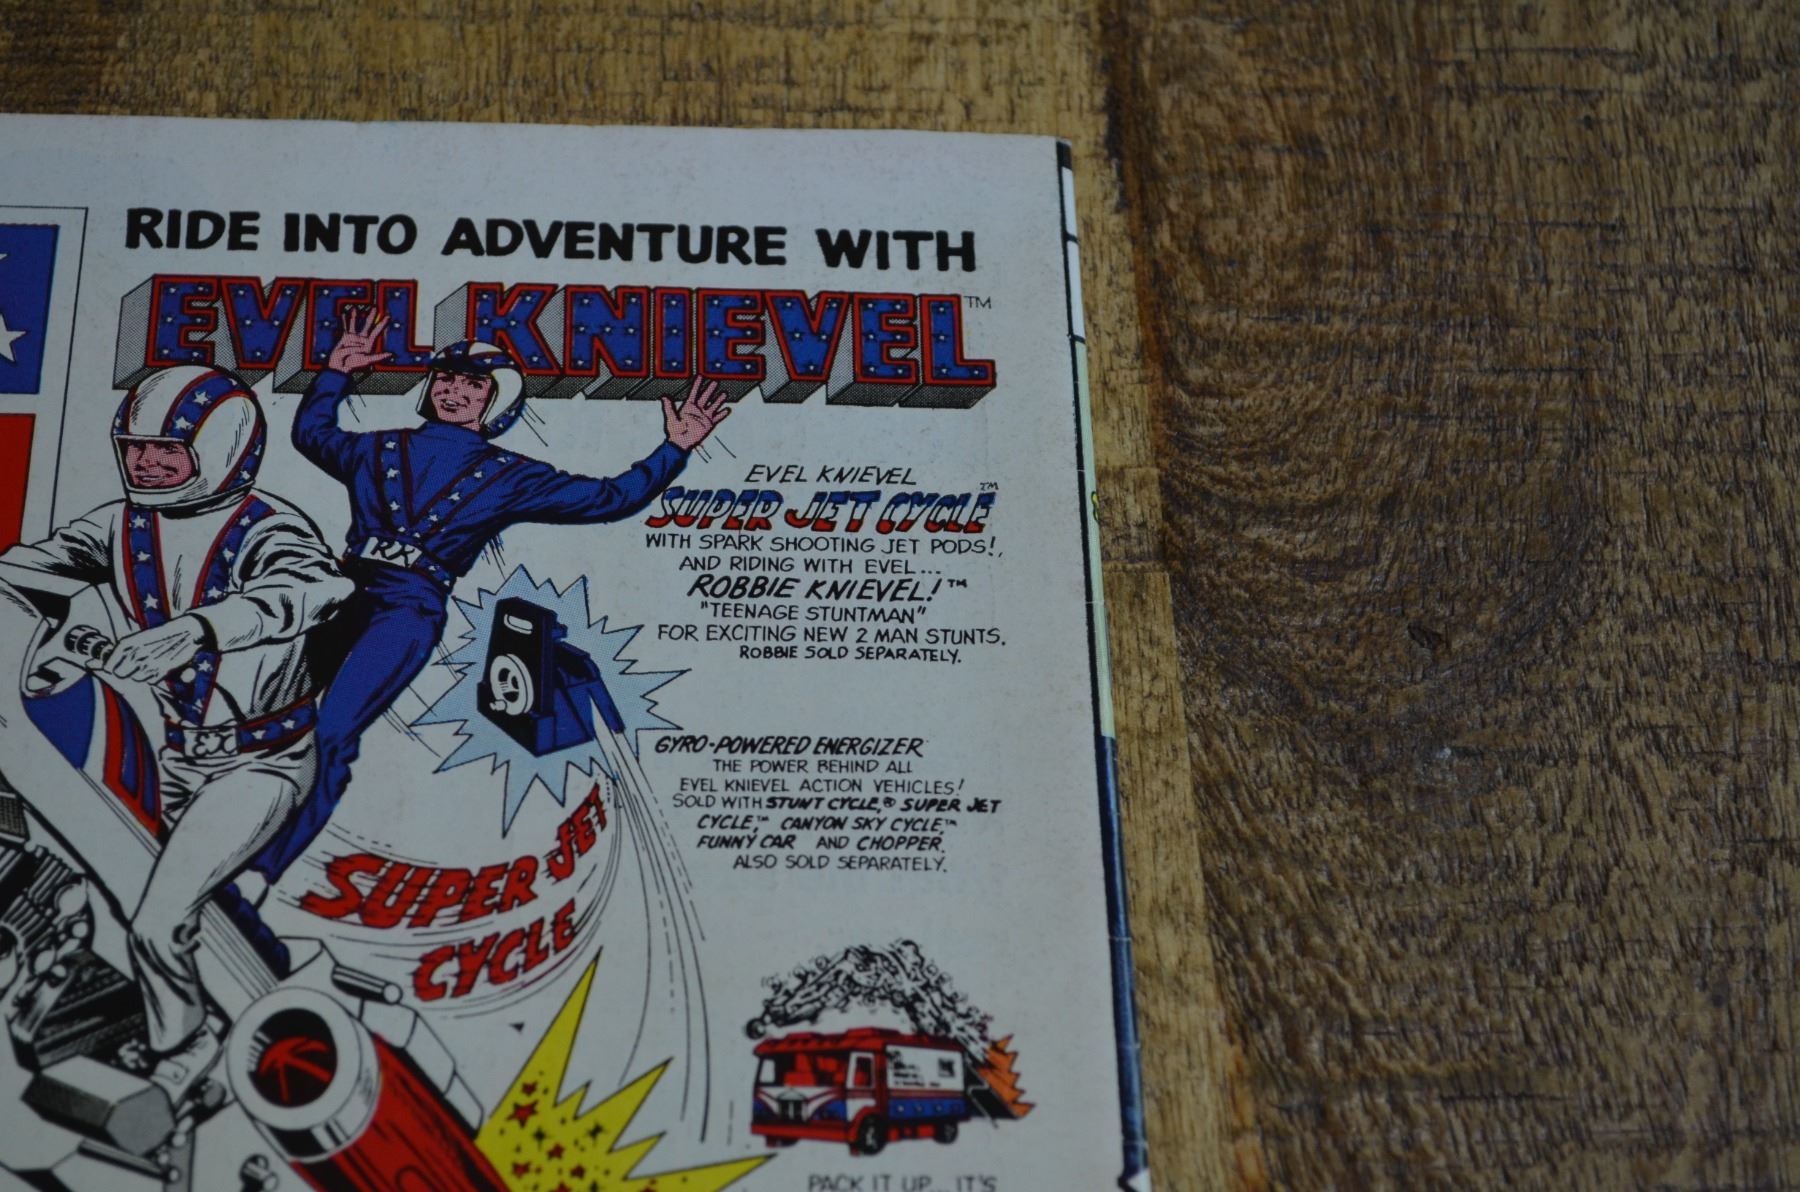 RIDE INTO ADVENTURE WITH
EVEL KNIEVEL™
EVEL KNIEVEL
SUPER JET CYCLE™
WITH SPARK SHOOTING JET PODS!,
AND RIDING WITH EVEL...
ROBBIE KNIEVEL!™
"TEENAGE STUNTMAN"
FOR EXCITING NEW 2 MAN STUNTS.
ROBBIE SOLD SEPARATELY.
RK
EK
GYRO-POWERED ENERGIZER
THE POWER BEHIND ALL
EVEL KNIEVEL ACTION VEHICLES!
SOLD WITH STUNT CYCLE,® SUPER JET
CYCLE,™ CANYON SKY CYCLE,™
FUNNY CAR AND CHOPPER.
ALSO SOLD SEPARATELY.
SUPER JET
CYCLE
PACK IT UP... IT'S